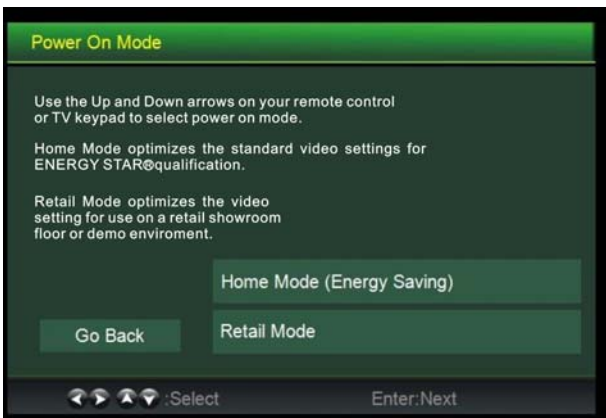 Power On Mode
Use the Up and Down arrows on your remote control
or TV keypad to select power on mode.
Home Mode optimizes the standard video settings for
ENERGY STAR®qualification.
Retail Mode optimizes the video
setting for use on a retail showroom
floor or demo enviroment.
Home Mode (Energy Saving)
Go Back
Retail Mode
:Select
Enter:Next